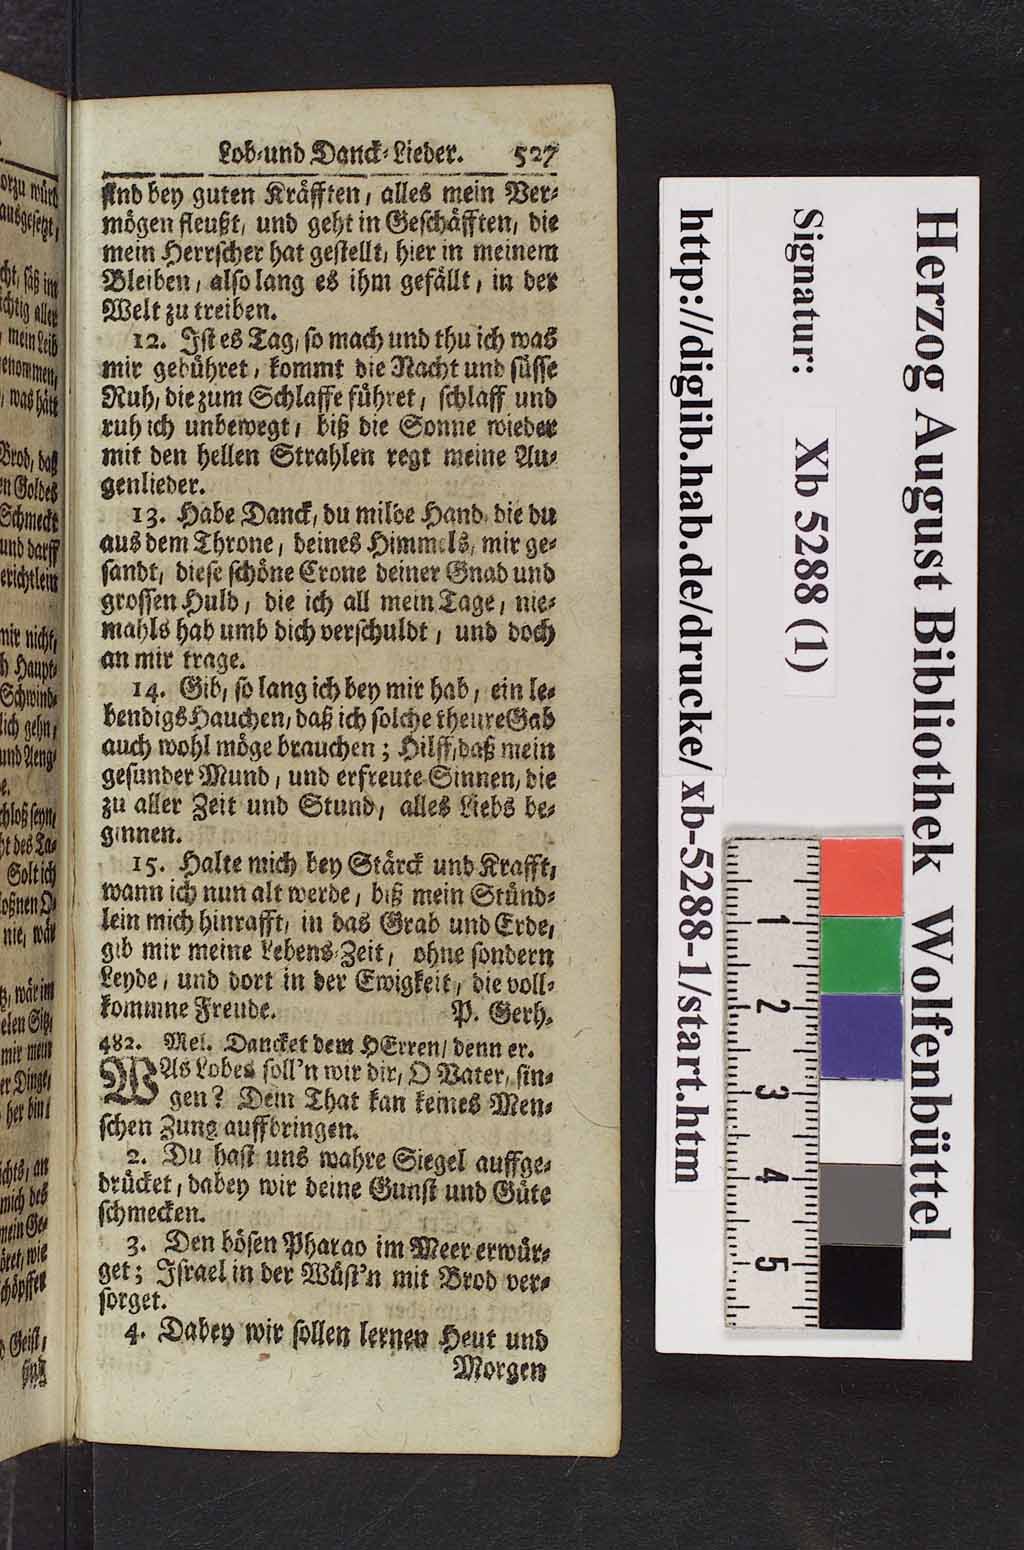 Lob-und Danck-Lieder. 527
sind bey guten Kräfften, alles mein Ver-
mögen fleußt, und geht in Geschäfften, die
mein Herrscher hat gestellt, hier in meinem
Bleiben, also lang es ihm gefällt, in der
Welt zu treiben.
12. Ist es Tag, so mach und thu ich was
mir gebühret, kommt die Nacht und süsse
Ruh, die zum Schlaffe führet, schlaff und
ruh ich unbewegt, biß die Sonne wieder
mit den hellen Strahlen regt meine Au-
genlieder.
13. Habe Danck, du milde Hand, die du
aus dem Throne, deines Himmels, mir ge-
sandt, diese schöne Crone deiner Gnad und
grossen Huld, die ich all mein Tage, nie-
mahls hab umb dich verschuldt, und doch
an mir trage.
14. Gib, so lang ich bey mir hab, ein le-
bendigs Hauchen, daß ich solche theure Gab
auch wohl möge brauchen; Hilff, daß mein
gesunder Mund, und erfreute Sinnen, die
zu aller Zeit und Stund, alles Liebs be-
ginnen.
15. Halte mich bey Stärck und Krafft,
wann ich nun alt werde, biß mein Stünd-
lein mich hinrafft, in das Grab und Erde,
gib mir meine Lebens-Zeit, ohne sondern
Leyde, und dort in der Ewigkeit, die voll-
kommne Freude. P. Gerh.
482. Mel. Dancket dem HErren / denn er.
WAs Lobes soll'n wir dir, O Vater, sin-
gen? Dein That kan keines Men-
schen Zung auffbringen.
2. Du hast uns wahre Siegel auffge-
drücket, dabey wir deine Gunst und Güte
schmecken.
3. Den bösen Pharao im Meer erwür-
get; Israel in der Wüst'n mit Brod ver-
sorget.
4. Dabey wir sollen lernen Heut und
Morgen
Herzog August Bibliothek Wolfenbüttel
Signatur: Xb 5288 (1)
http://diglib.hab.de/drucke/xb-5288-1/start.htm
1
2
3
4
5